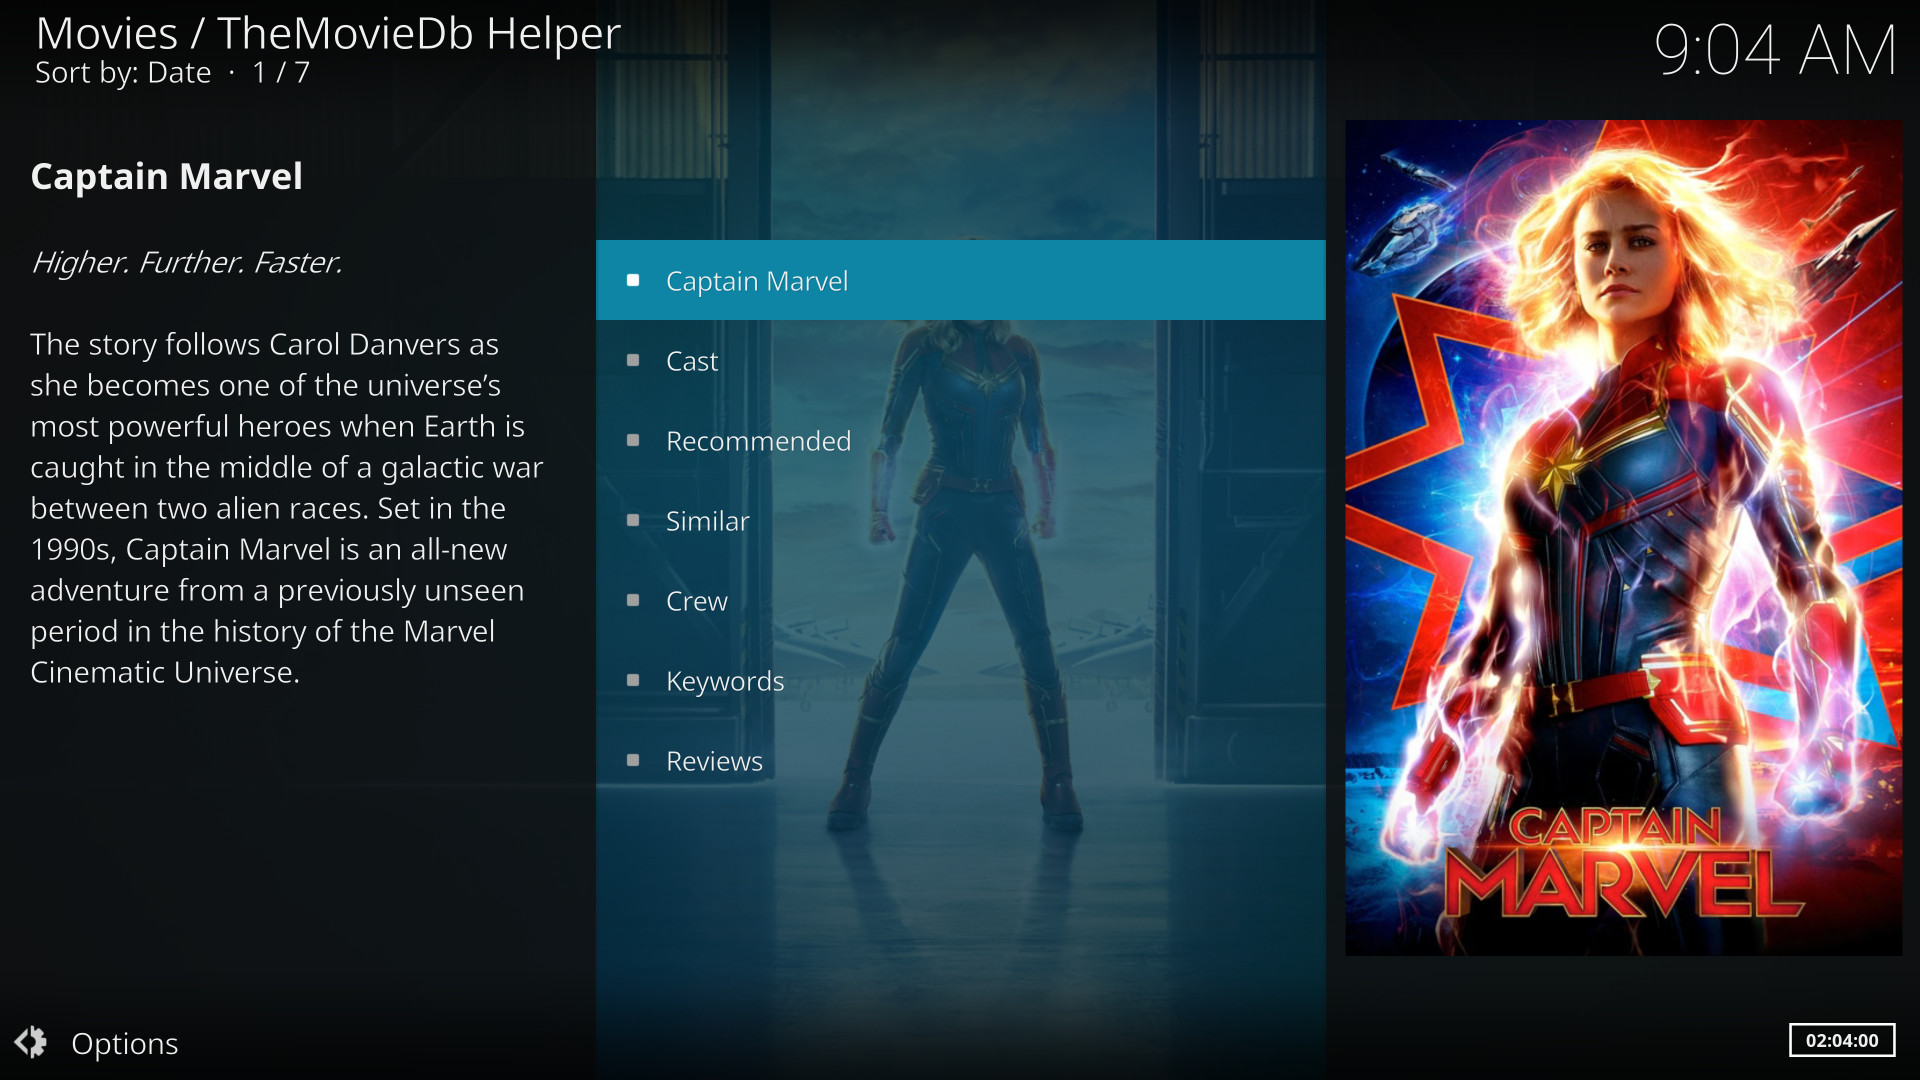 Movies / TheMovieDb Helper
Sort by: Date · 1 / 7
9:04 AM
Captain Marvel
Higher. Further. Faster.
The story follows Carol Danvers as
she becomes one of the universe’s
most powerful heroes when Earth is
caught in the middle of a galactic war
between two alien races. Set in the
1990s, Captain Marvel is an all-new
adventure from a previously unseen
period in the history of the Marvel
Cinematic Universe.
Captain Marvel
Cast
Recommended
Similar
Crew
Keywords
Reviews
CAPTAIN
MARVEL
Options
02:04:00